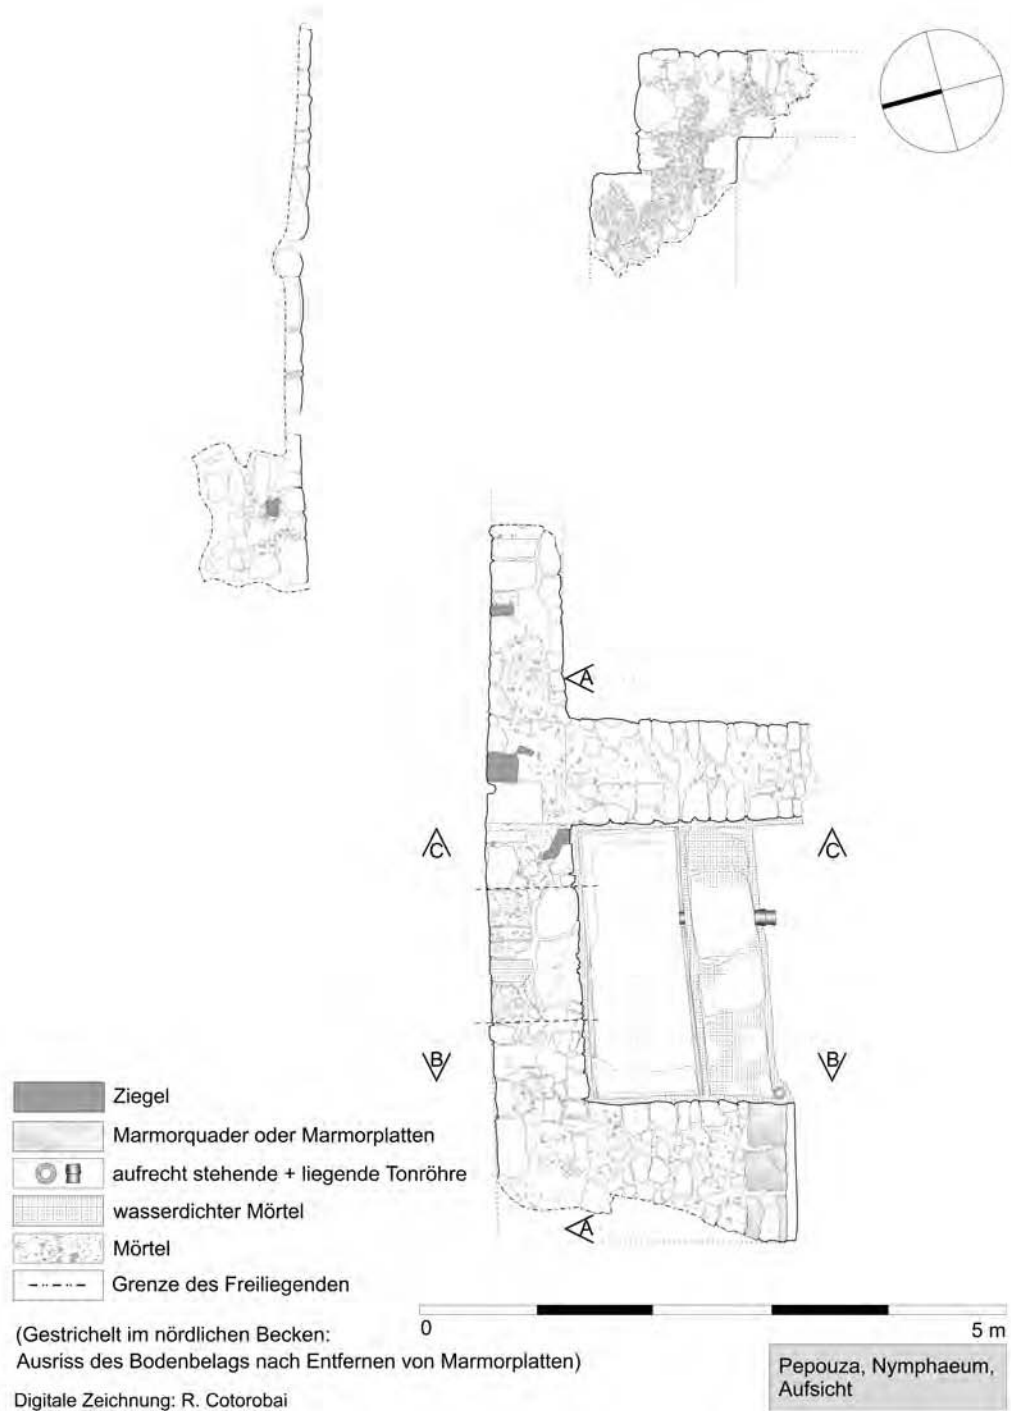 A
C
C
B
B
A
Ziegel
Marmorquader oder Marmorplatten
aufrecht stehende + liegende Tonröhre
wasserdichter Mörtel
Mörtel
Grenze des Freiliegenden
(Gestrichelt im nördlichen Becken:
Ausriss des Bodenbelags nach Entfernen von Marmorplatten)
Digitale Zeichnung: R. Cotorobai
0
5 m
Pepouza, Nymphaeum,
Aufsicht